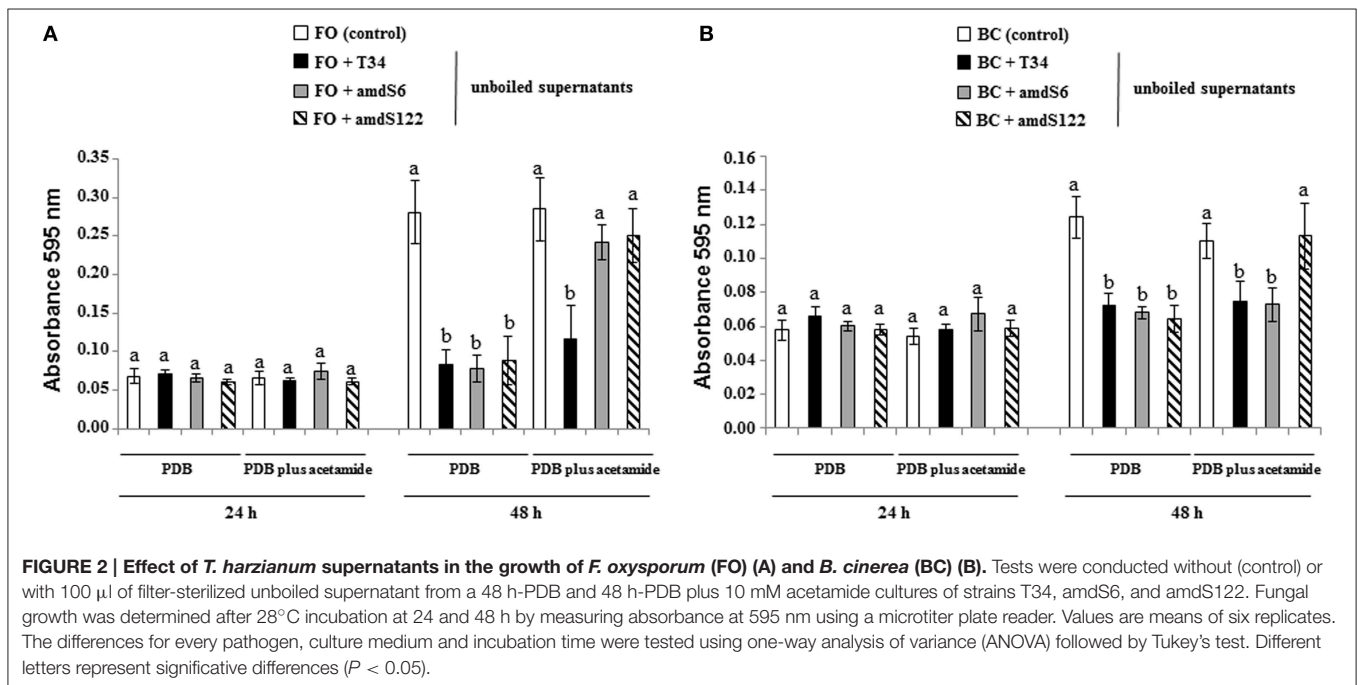 A
FO (control)
FO + T34
FO + amdS6
FO + amdS122
unboiled supernatants
B
BC (control)
BC + T34
BC + amdS6
BC + amdS122
unboiled supernatants
Absorbance 595 nm
0.35
0.30
0.25
0.20
0.15
0.10
0.05
0.00
a a a a a a a a a b b b a b a a
PDB PDB plus acetamide PDB PDB plus acetamide
24 h 48 h
Absorbance 595 nm
0.16
0.14
0.12
0.10
0.08
0.06
0.04
0.02
0.00
a a a a a a a a a b b b a b b a
PDB PDB plus acetamide PDB PDB plus acetamide
24 h 48 h
FIGURE 2 | Effect of T. harzianum supernatants in the growth of F. oxysporum (FO) (A) and B. cinerea (BC) (B). Tests were conducted without (control) or
with 100 μl of filter-sterilized unboiled supernatant from a 48 h-PDB and 48 h-PDB plus 10 mM acetamide cultures of strains T34, amdS6, and amdS122. Fungal
growth was determined after 28°C incubation at 24 and 48 h by measuring absorbance at 595 nm using a microtiter plate reader. Values are means of six replicates.
The differences for every pathogen, culture medium and incubation time were tested using one-way analysis of variance (ANOVA) followed by Tukey's test. Different
letters represent significative differences (P < 0.05).